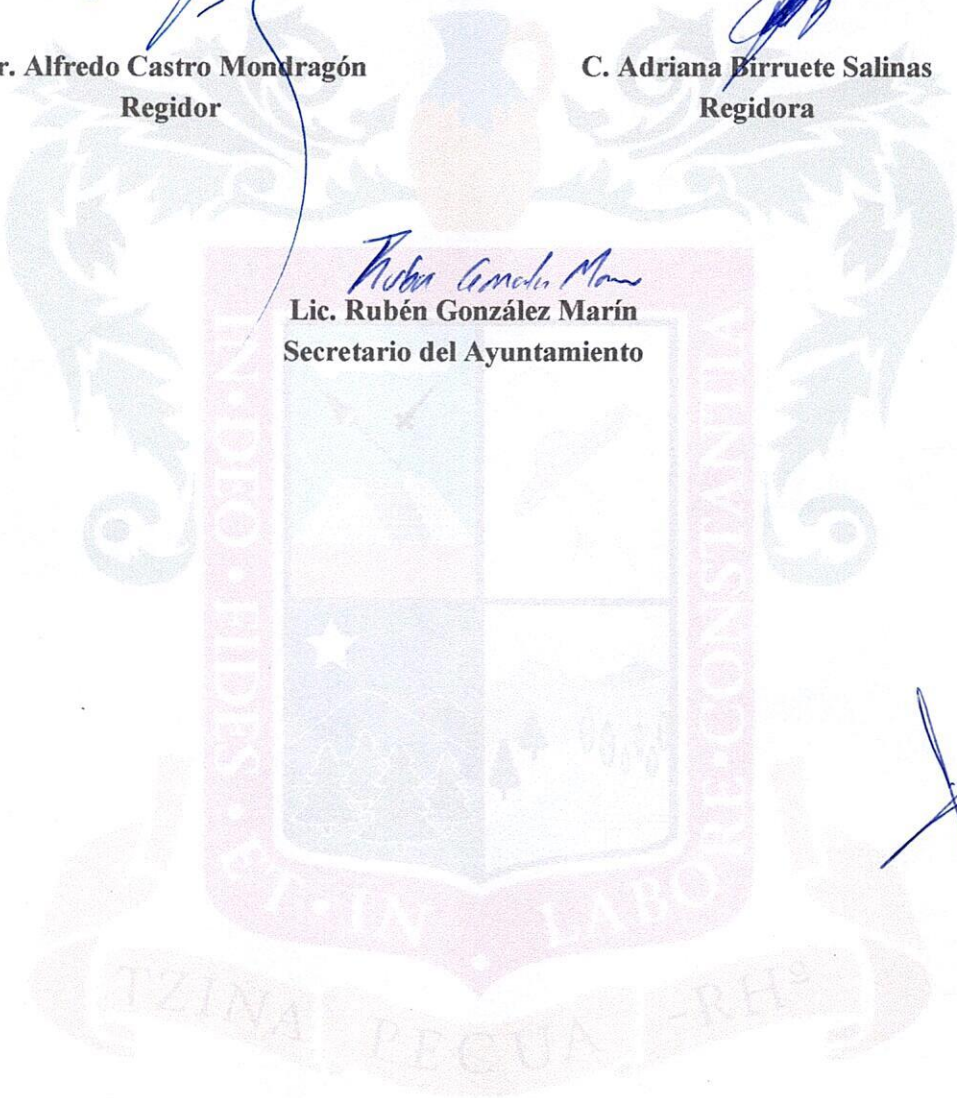 r. Alfredo Castro Mondragón
Regidor
C. Adriana Birruete Salinas
Regidora
Lic. Rubén González Marín
Secretario del Ayuntamiento
IN·DEO·FIDES·ET·IN LABORE·CONSTANTIA
TZINA PECUA -RHº